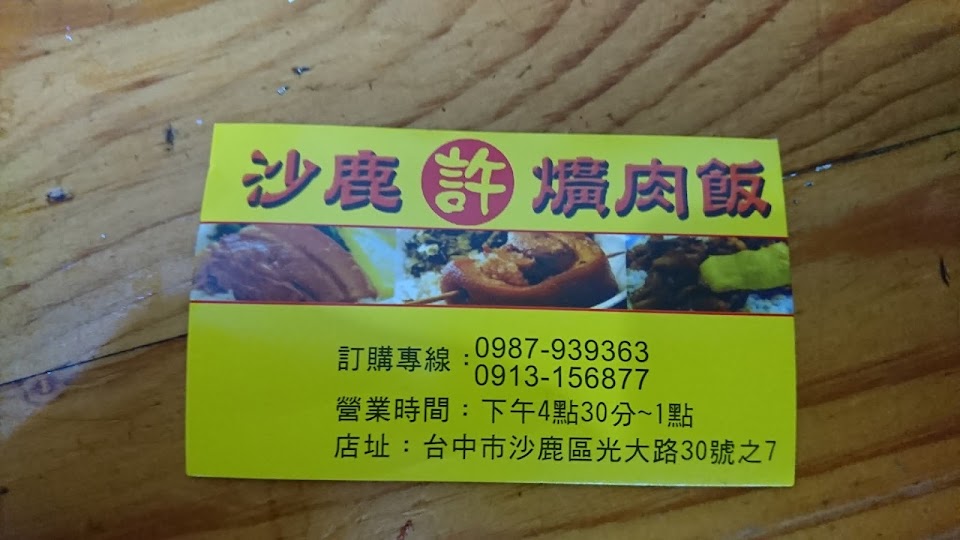 沙鹿許爌肉飯
訂購專線：0987-939363
0913-156877
營業時間：下午4點30分~1點
店址：台中市沙鹿區光大路30號之7